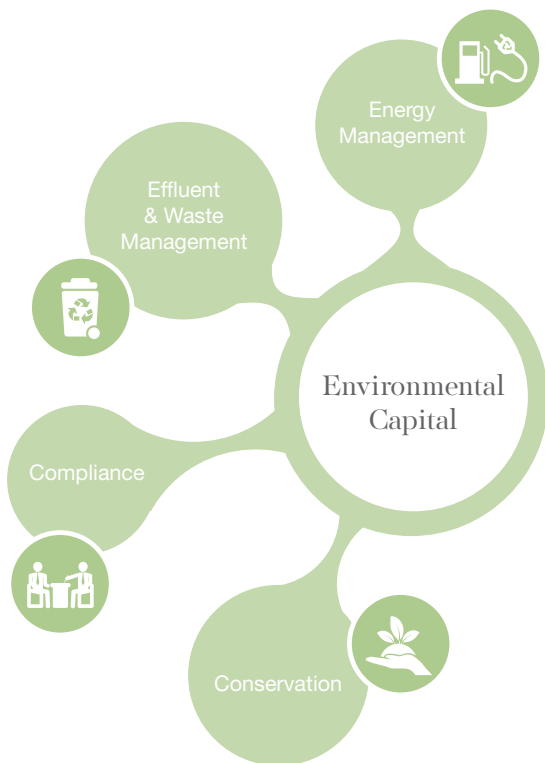 Energy
Management
Effluent
& Waste
Management
Environmental
Capital
Compliance
Conservation